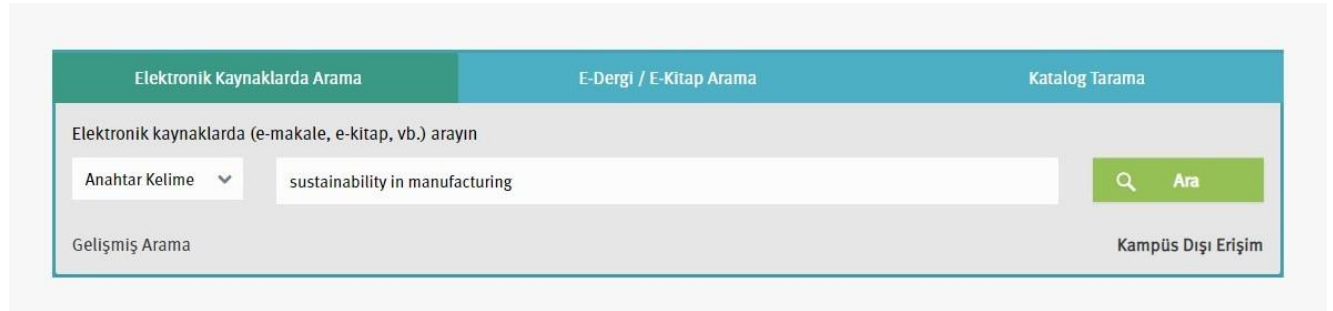 Elektronik Kaynaklarda Arama E-Dergi / E-Kitap Arama Katalog Tarama
Elektronik kaynaklarda (e-makale, e-kitap, vb.) arayın
Anahtar Kelime sustainability in manufacturing Ara
Gelişmiş Arama Kampüs Dışı Erişim